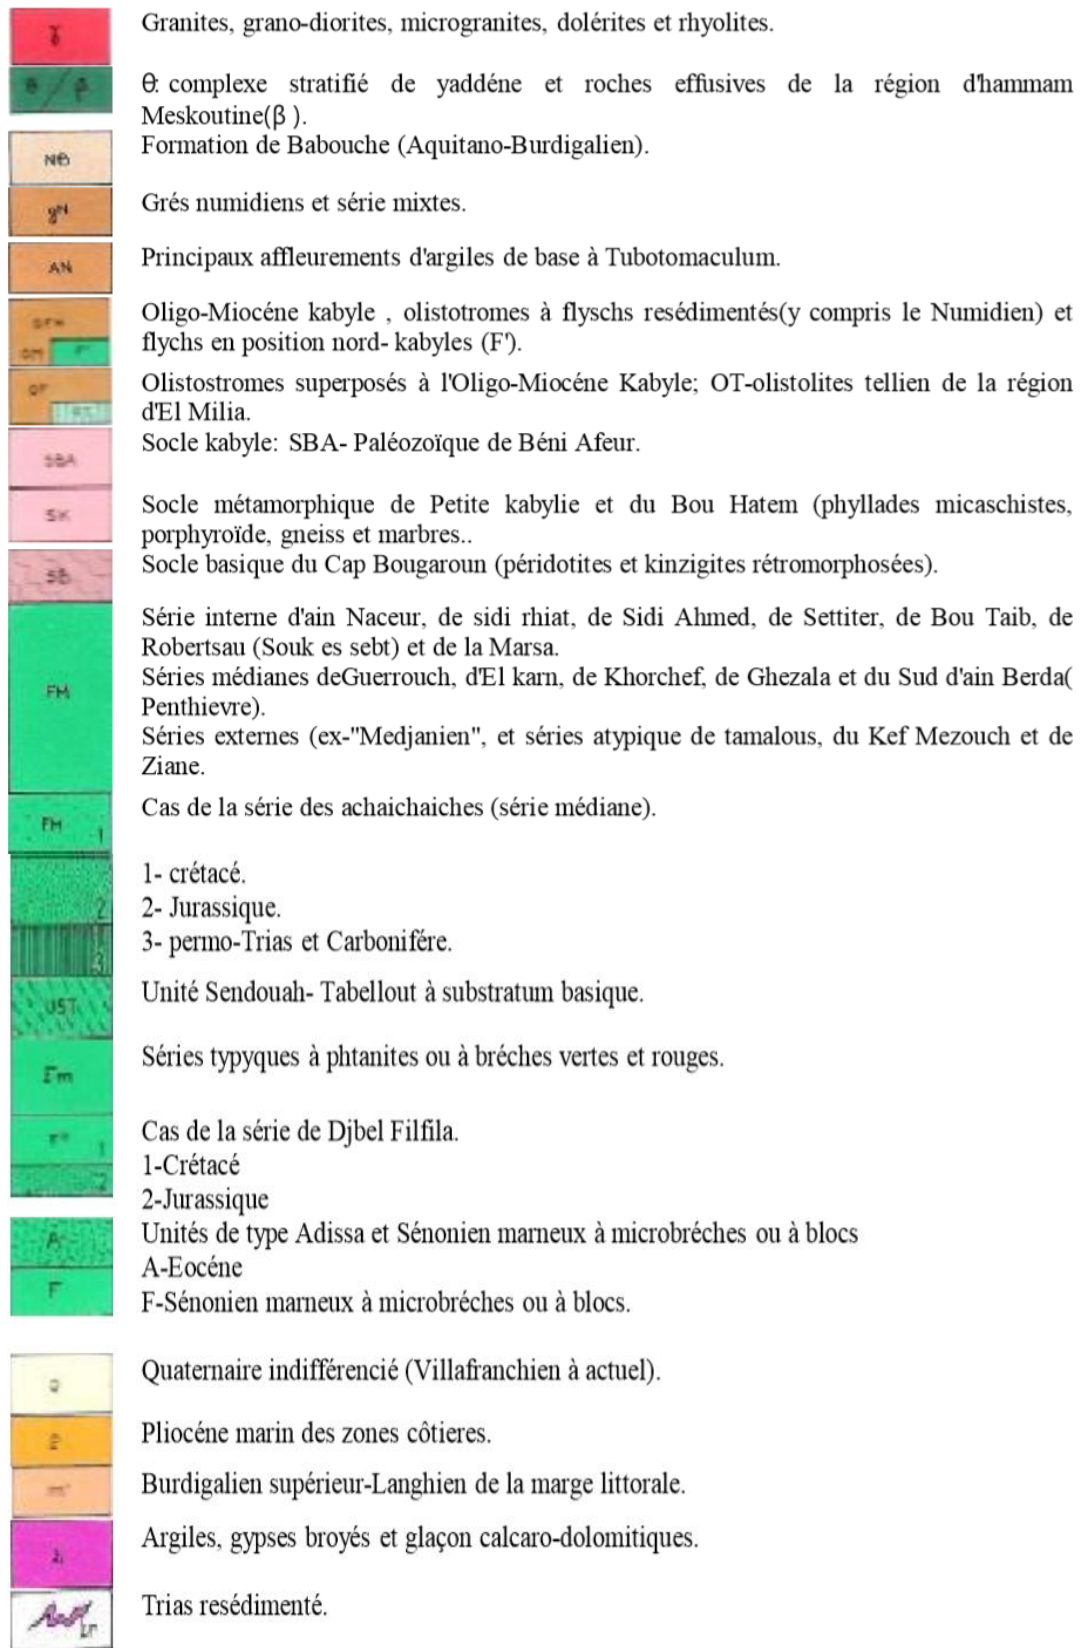 ɣ Granites, grano-diorites, microgranites, dolérites et rhyolites.
θ: complexe stratifié de yaddéne et roches effusives de la région d'hammam
Meskoutine(β ).
NB Formation de Babouche (Aquitano-Burdigalien).
gN Grés numidiens et série mixtes.
AN Principaux affleurements d'argiles de base à Tubotomaculum.
Oligo-Miocéne kabyle , olistotromes à flyschs resédimentés(y compris le Numidien) et
OM F' flychs en position nord- kabyles (F').
OF Olistostromes superposés à l'Oligo-Miocéne Kabyle; OT-olistolites tellien de la région
d'El Milia.
SBA Socle kabyle: SBA- Paléozoïque de Béni Afeur.
SK Socle métamorphique de Petite kabylie et du Bou Hatem (phyllades micaschistes,
porphyroïde, gneiss et marbres..
SB Socle basique du Cap Bougaroun (péridotites et kinzigites rétromorphosées).
Série interne d'ain Naceur, de sidi rhiat, de Sidi Ahmed, de Settiter, de Bou Taib, de
Robertsau (Souk es sebt) et de la Marsa.
FM Séries médianes deGuerrouch, d'El karn, de Khorchef, de Ghezala et du Sud d'ain Berda(
Penthievre).
Séries externes (ex-"Medjanien", et séries atypique de tamalous, du Kef Mezouch et de
Ziane.
FM 1 Cas de la série des achaichaiches (série médiane).
1- crétacé.
2 2- Jurassique.
3 3- permo-Trias et Carbonifére.
UST Unité Sendouah- Tabellout à substratum basique.
Σm Séries typyques à phtanites ou à bréches vertes et rouges.
1 Cas de la série de Djbel Filfila.
1-Crétacé
2 2-Jurassique
A Unités de type Adissa et Sénonien marneux à microbréches ou à blocs
A-Eocéne
F F-Sénonien marneux à microbréches ou à blocs.
Q Quaternaire indifférencié (Villafranchien à actuel).
P Pliocéne marin des zones côtieres.
Burdigalien supérieur-Langhien de la marge littorale.
Argiles, gypses broyés et glaçon calcaro-dolomitiques.
Trias resédimenté.